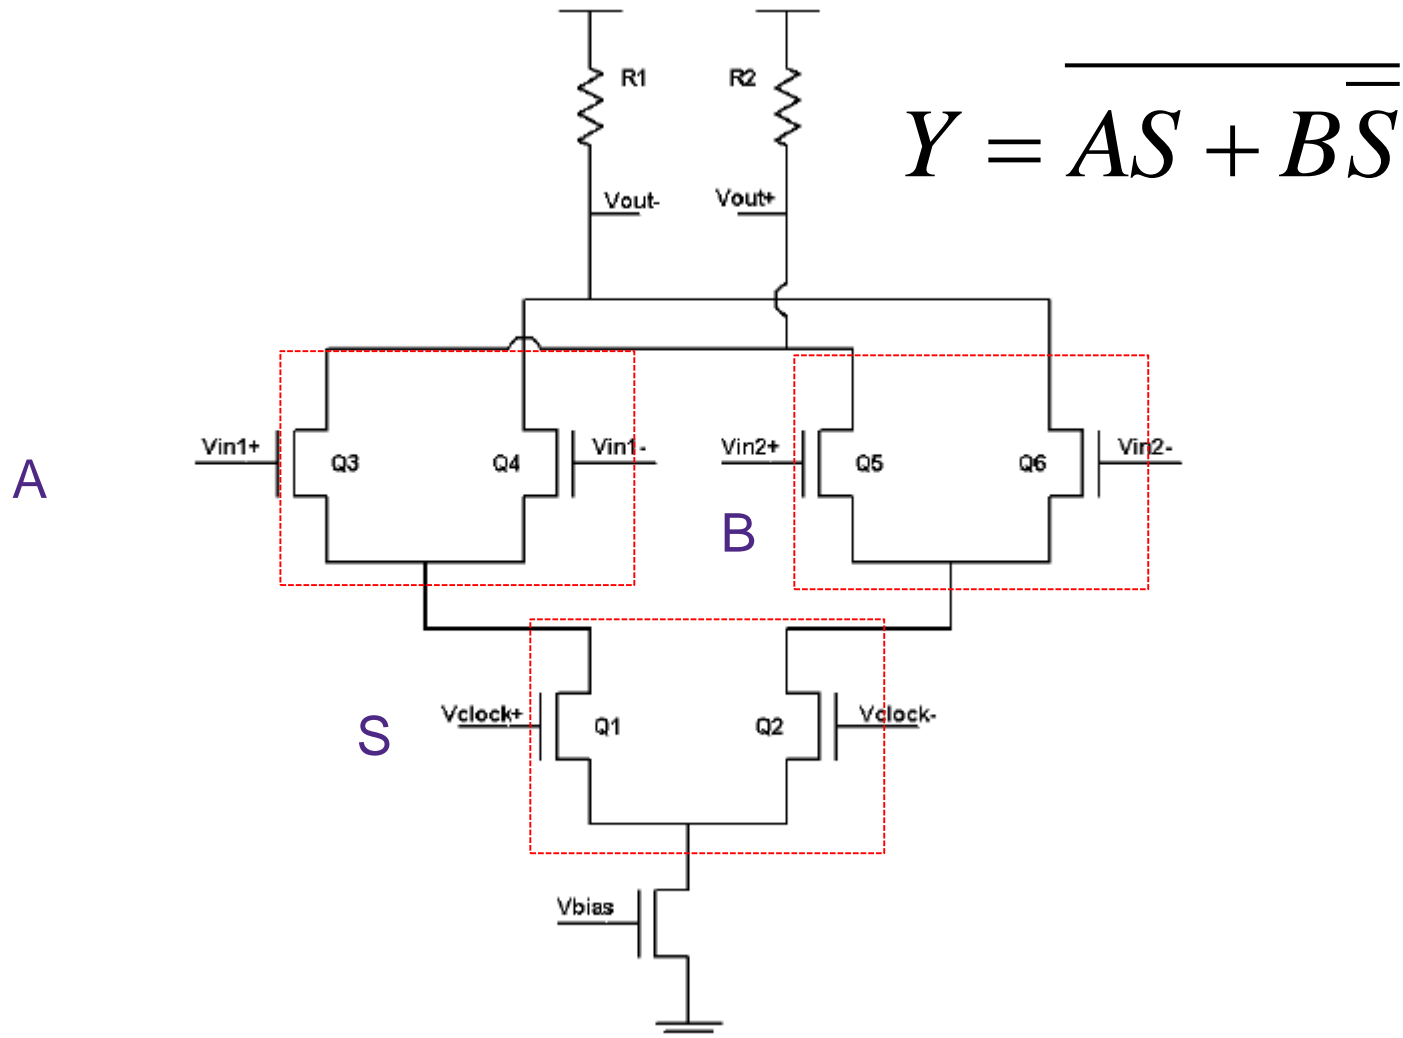 R1
R2
Y = \overline{AS + B\overline{S}}
Vout-
Vout+
Vin1+
Q3
Q4
Vin1-
Vin2+
Q5
Q6
Vin2-
A
B
Vclock+
Q1
Q2
Vclock-
S
Vbias